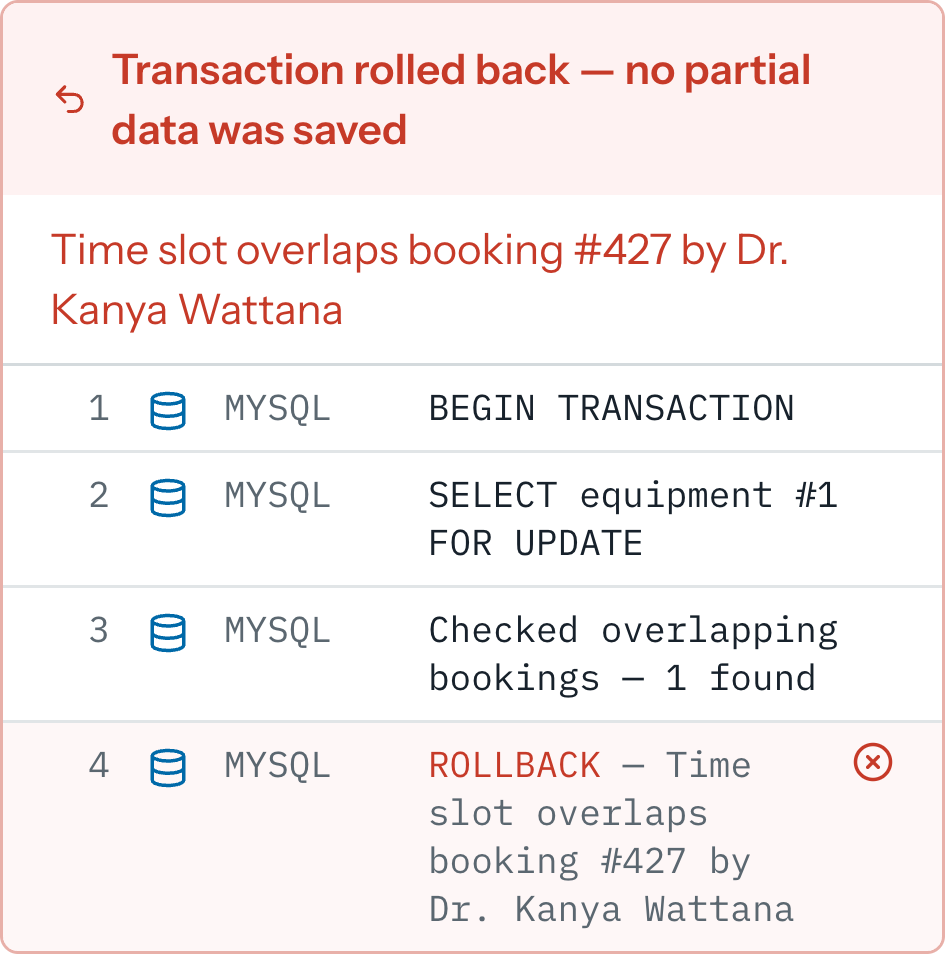 Transaction rolled back — no partial
data was saved
Time slot overlaps booking #427 by Dr.
Kanya Wattana
1 MYSQL BEGIN TRANSACTION
2 MYSQL SELECT equipment #1
FOR UPDATE
3 MYSQL Checked overlapping
bookings — 1 found
4 MYSQL ROLLBACK — Time
slot overlaps
booking #427 by
Dr. Kanya Wattana